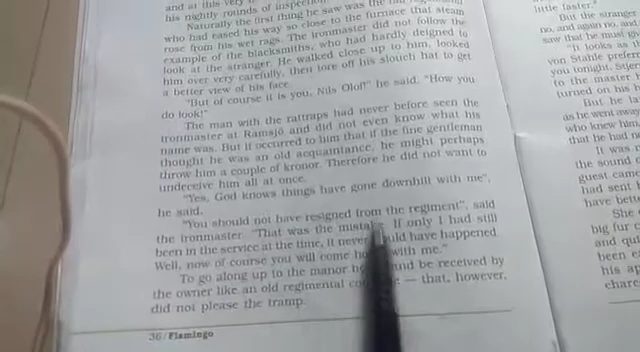 and at this very
his nightly rounds of inspection.
Naturally the first thing he saw was the
who had eased his way so close to the furnace that steam
rose from his wet rags. The ironmaster did not follow the
example of the blacksmiths, who had hardly deigned to
look at the stranger. He walked close up to him, looked
him over very carefully, then tore off his slouch hat to get
a better view of his face.
"But of course it is you, Nils Olof!" he said. "How you
do look!"
The man with the rattraps had never before seen the
ironmaster at Ramsjö and did not even know what his
name was. But it occurred to him that if the fine gentleman
thought he was an old acquaintance, he might perhaps
throw him a couple of kronor. Therefore he did not want to
undeceive him all at once.
"Yes, God knows things have gone downhill with me",
he said.
"You should not have resigned from the regiment", said
the ironmaster. "That was the If only I had still
been in the service at the time, it never have happened.
Well, now of course you will come with me."
To go along up to the manor and be received by
the owner like an old regimental — that, however,
did not please the tramp.
36/Flamingo
little faster."
But the stranger
no, and again no, and
saw that he must
"It looks as
von Stahle
you tonight,
to the master
turned on his
But he
as he went away
who knew him,
that he had
It was
the sound
guest came
had sent
have
She
big fur
and
been
his